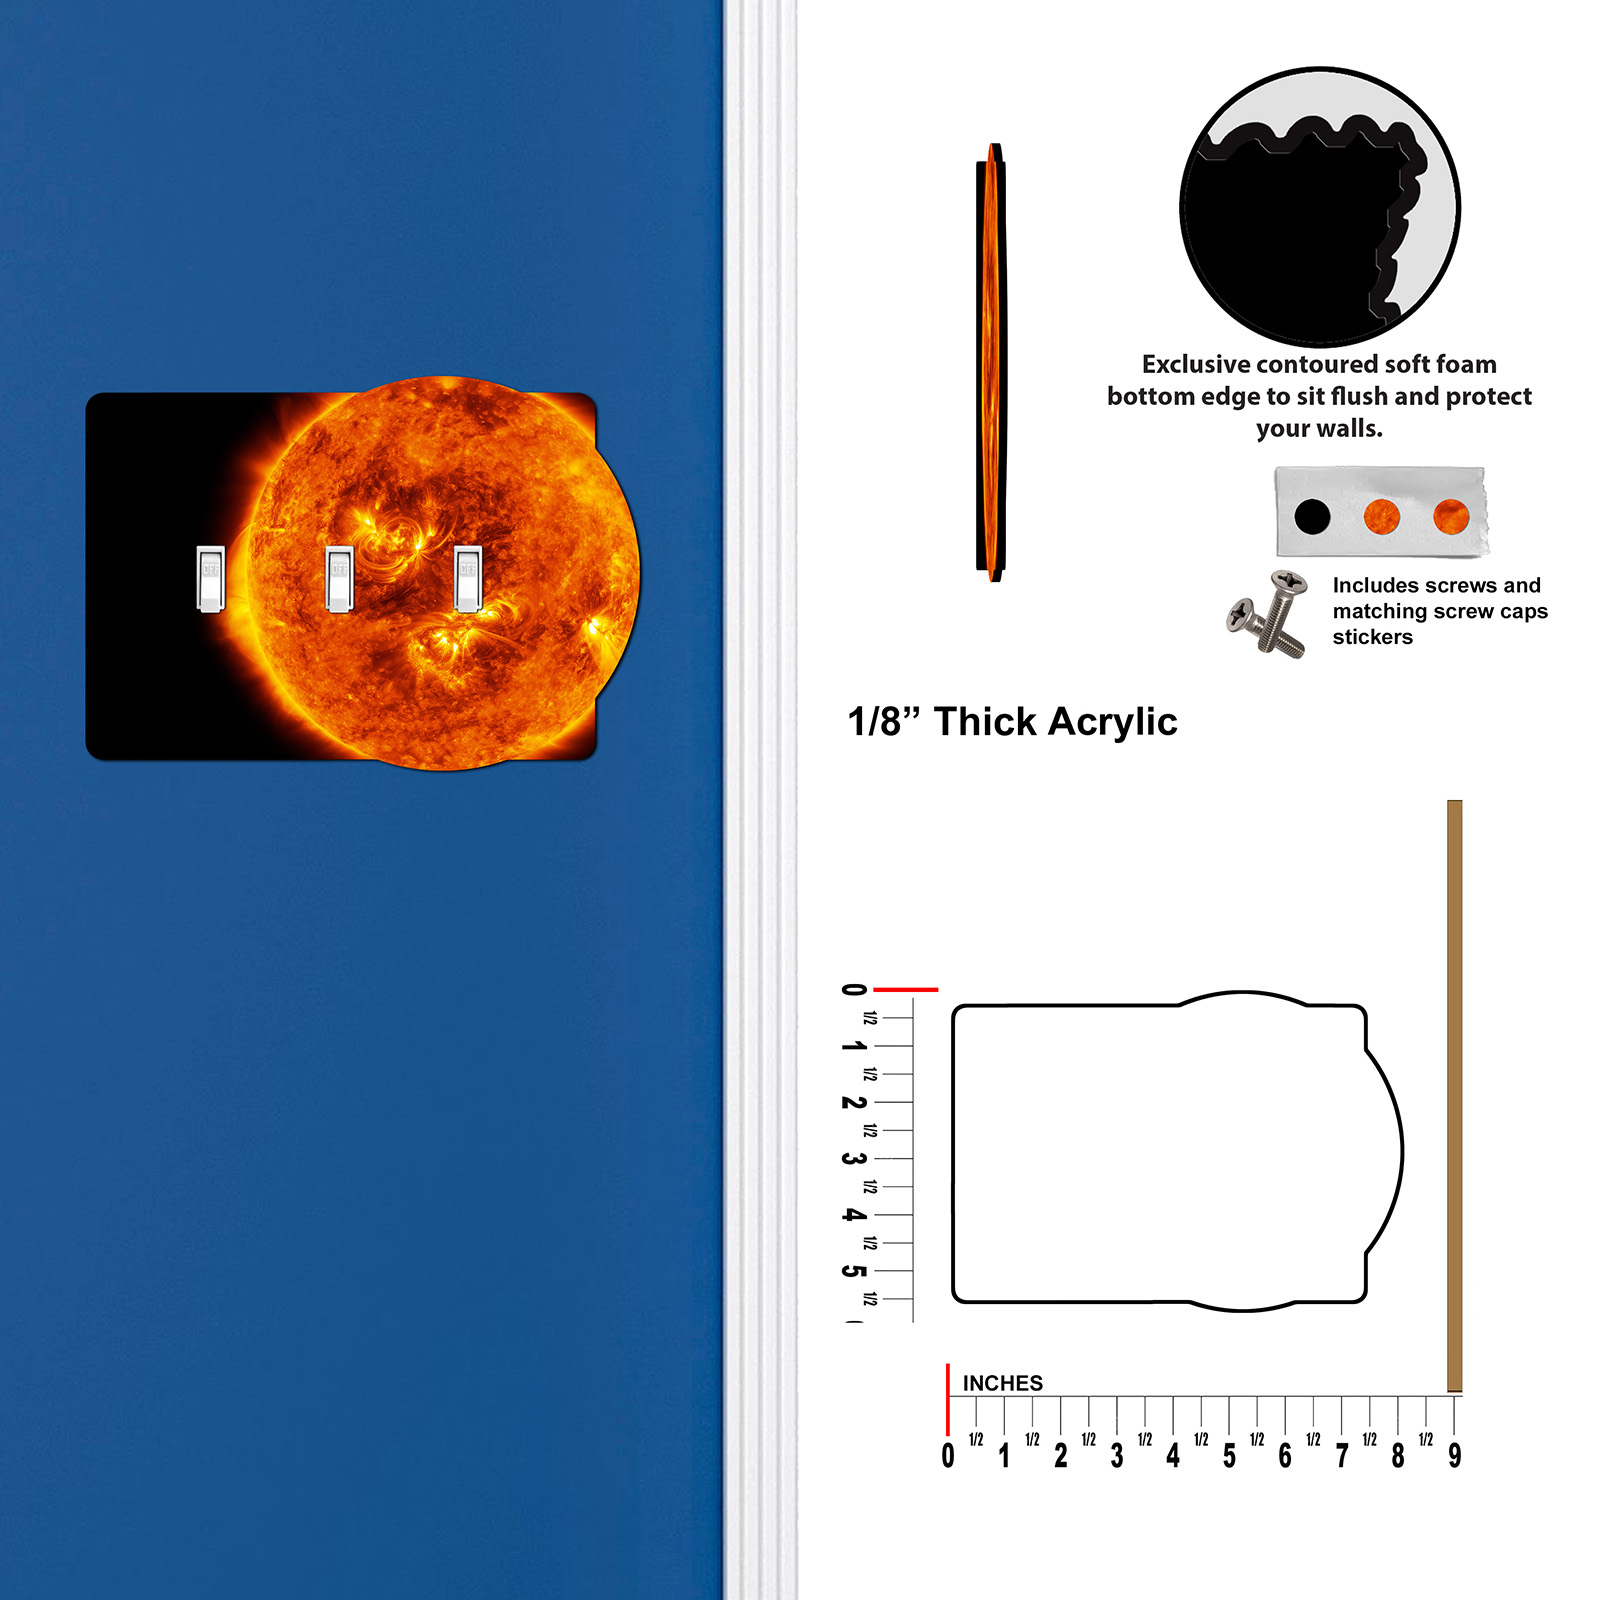 Exclusive contoured soft foam
bottom edge to sit flush and protect
your walls.
Includes screws and
matching screw caps
stickers
OFF OFF OFF
1/8” Thick Acrylic
0
1/2
1
1/2
2
1/2
3
1/2
4
1/2
5
1/2
INCHES
1/2 1/2 1/2 1/2 1/2 1/2 1/2 1/2 1/2
0 1 2 3 4 5 6 7 8 9